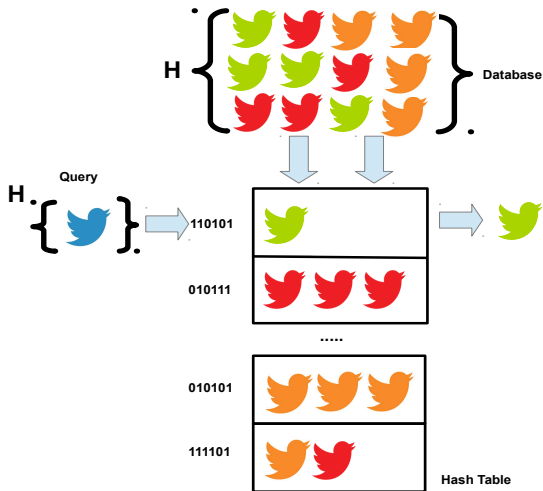 H
Database
Query
H
110101
010111
.....
010101
111101
Hash Table